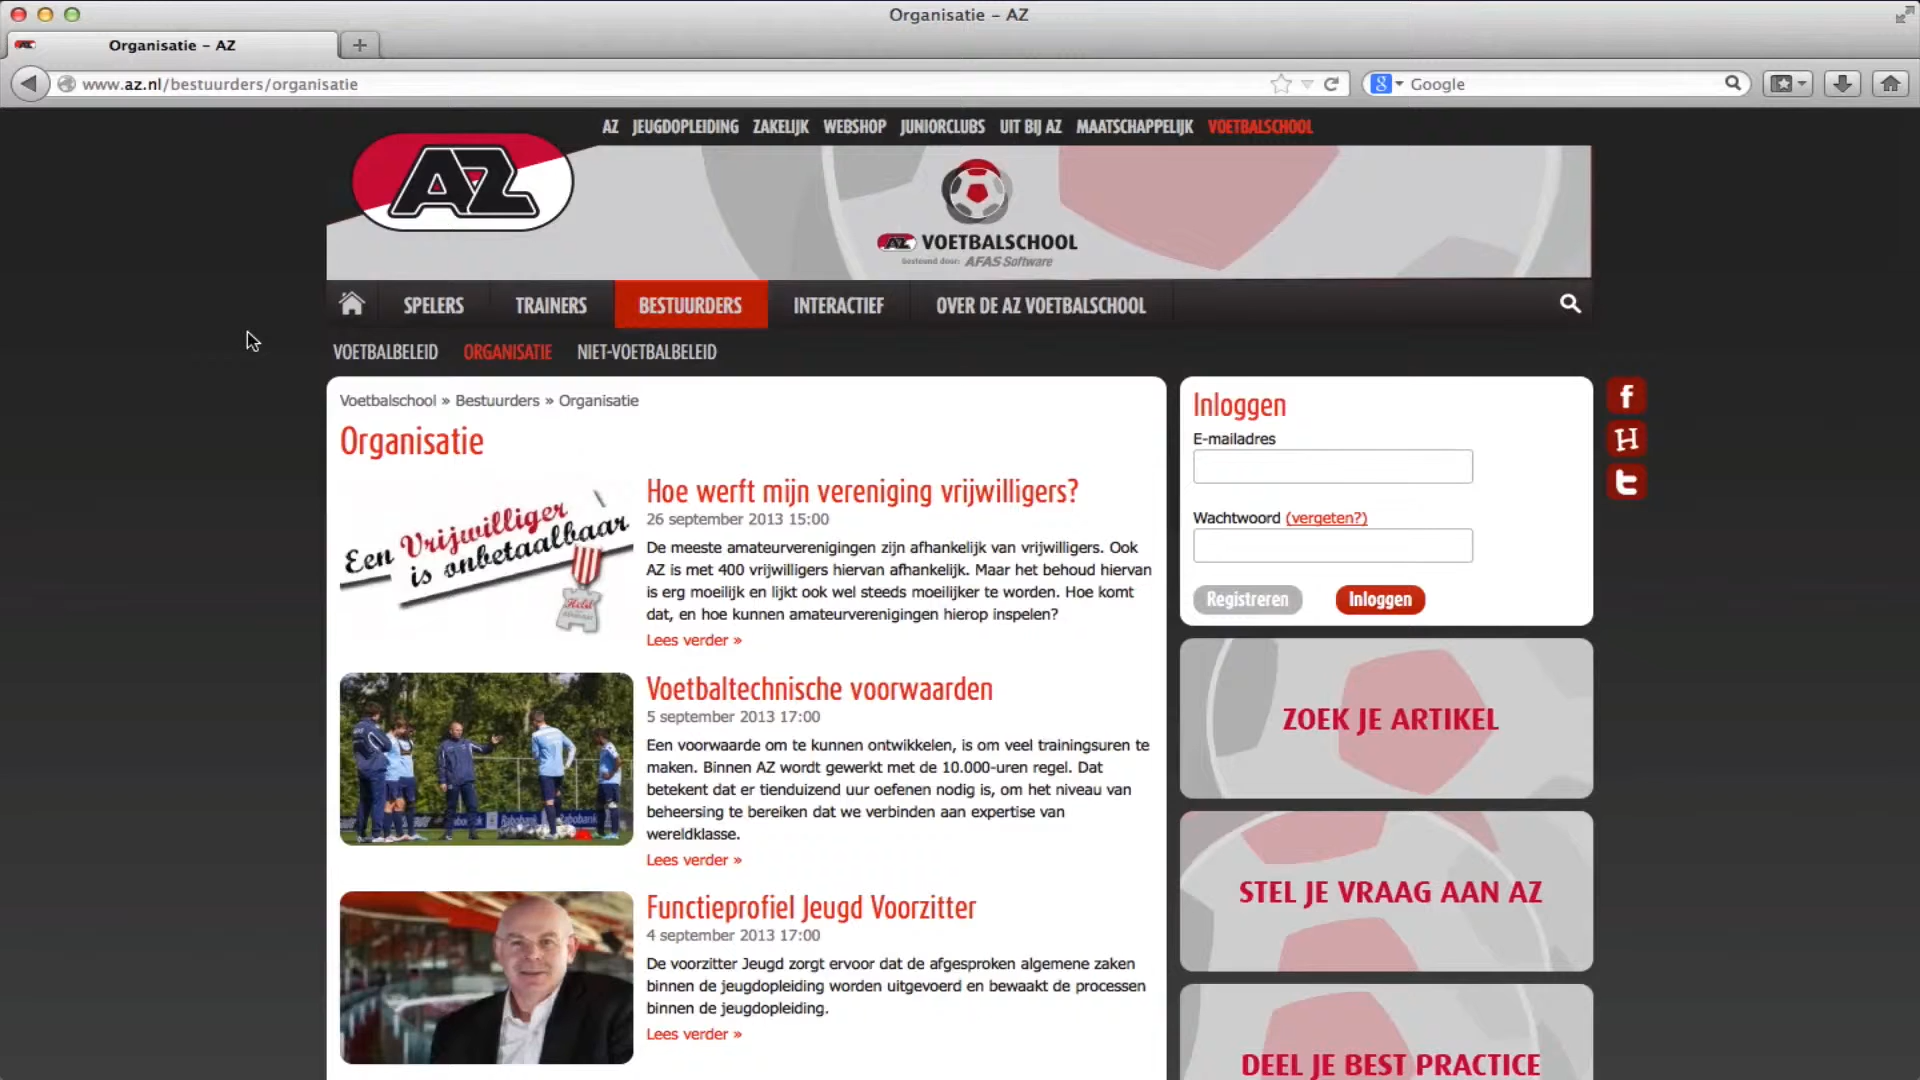 Organisatie – AZ
Organisatie – AZ
www.az.nl/bestuurders/organisatie
Google
AZ JEUGDOPLEIDING ZAKELIJK WEBSHOP JUNIORCLUBS UIT BIJ AZ MAATSCHAPPELIJK VOETBALSCHOOL
AZ
AZ VOETBALSCHOOL
Gesteund door: AFAS Software
SPELERS TRAINERS BESTUURDERS INTERACTIEF OVER DE AZ VOETBALSCHOOL
VOETBALBELEID ORGANISATIE NIET-VOETBALBELEID
Voetbalschool » Bestuurders » Organisatie
Organisatie
Een Vrijwilliger
is onbetaalbaar
Held
Hoe werft mijn vereniging vrijwilligers?
26 september 2013 15:00
De meeste amateurverenigingen zijn afhankelijk van vrijwilligers. Ook
AZ is met 400 vrijwilligers hiervan afhankelijk. Maar het behoud hiervan
is erg moeilijk en lijkt ook wel steeds moeilijker te worden. Hoe komt
dat, en hoe kunnen amateurverenigingen hierop inspelen?
Lees verder »
Rabobank Rabobank
Voetbaltechnische voorwaarden
5 september 2013 17:00
Een voorwaarde om te kunnen ontwikkelen, is om veel trainingsuren te
maken. Binnen AZ wordt gewerkt met de 10.000-uren regel. Dat
betekent dat er tienduizend uur oefenen nodig is, om het niveau van
beheersing te bereiken dat we verbinden aan expertise van
wereldklasse.
Lees verder »
Functieprofiel Jeugd Voorzitter
4 september 2013 17:00
De voorzitter Jeugd zorgt ervoor dat de afgesproken algemene zaken
binnen de jeugdopleiding worden uitgevoerd en bewaakt de processen
binnen de jeugdopleiding.
Lees verder »
Inloggen
E-mailadres
Wachtwoord (vergeten?)
Registreren Inloggen
ZOEK JE ARTIKEL
STEL JE VRAAG AAN AZ
DEEL JE BEST PRACTICE